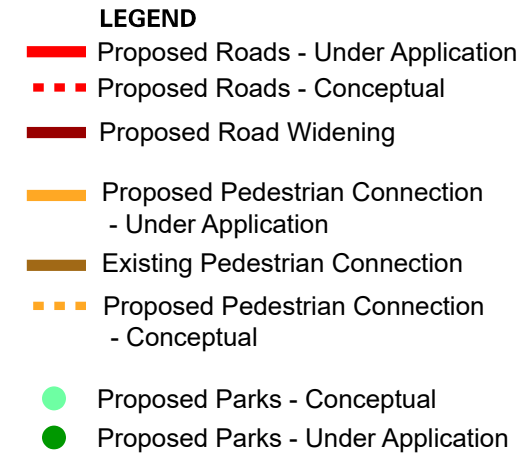 LEGEND
Proposed Roads - Under Application
Proposed Roads - Conceptual
Proposed Road Widening
Proposed Pedestrian Connection
- Under Application
Existing Pedestrian Connection
Proposed Pedestrian Connection
- Conceptual
Proposed Parks - Conceptual
Proposed Parks - Under Application